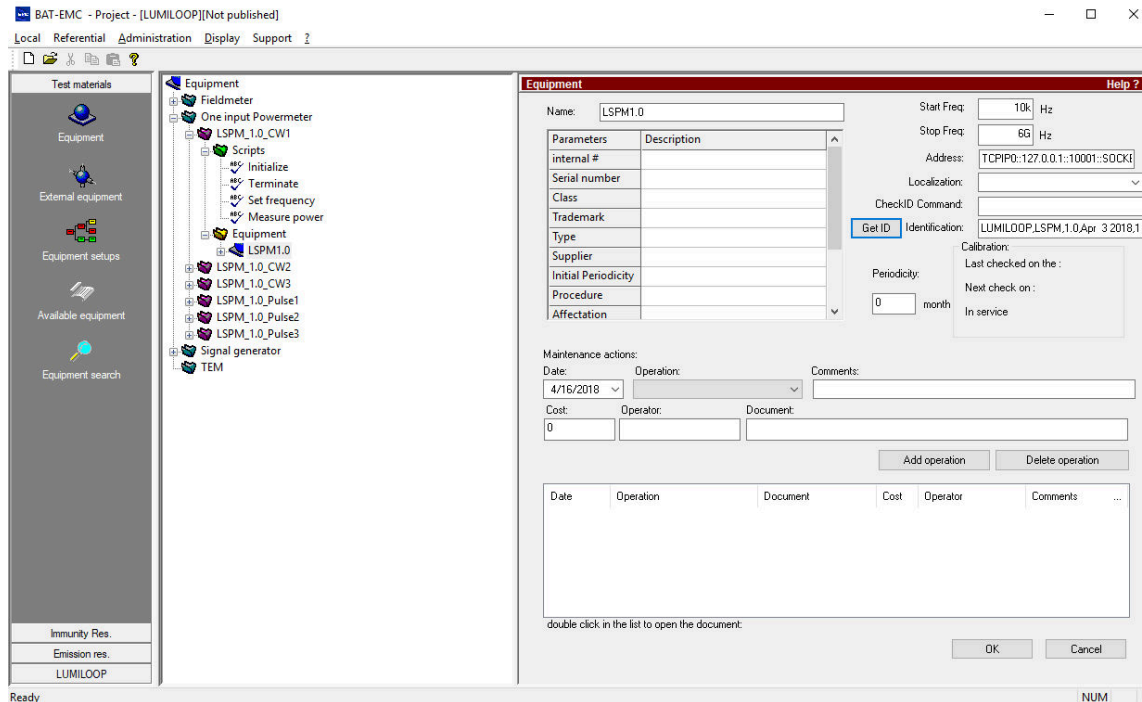 BAT-EMC - Project - [LUMILOOP][Not published]
Local Referential Administration Display Support ?
Test materials
Equipment
External equipment
Equipment setups
Available equipment
Equipment search
Immunity Res.
Emission res.
LUMILOOP
Equipment
Fieldmeter
One input Powermeter
LSPM_1.0_CW1
Scripts
Initialize
Terminate
Set frequency
Measure power
Equipment
LSPM1.0
LSPM_1.0_CW2
LSPM_1.0_CW3
LSPM_1.0_Pulse1
LSPM_1.0_Pulse2
LSPM_1.0_Pulse3
Signal generator
TEM
Equipment Help ?
Name: LSPM1.0
Parameters Description
internal #
Serial number
Class
Trademark
Type
Supplier
Initial Periodicity
Procedure
Affectation
Start Freq: 10k Hz
Stop Freq: 6G Hz
Address: TCPIP0::127.0.0.1::10001::SOCKE
Localization:
CheckID Command:
Get ID Identification: LUMILOOP,LSPM,1.0,Apr 3 2018,1
Periodicity:
0 month
Calibration:
Last checked on the :
Next check on :
In service
Maintenance actions:
Date: Operation: Comments:
4/16/2018
Cost: Operator: Document:
0
Add operation Delete operation
Date Operation Document Cost Operator Comments ...
double click in the list to open the document:
OK Cancel
Ready NUM